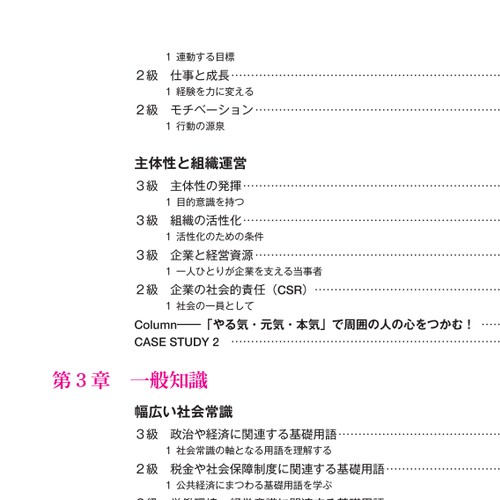 1 連動する目標
2級　仕事と成長
1 経験を力に変える
2級　モチベーション
1 行動の源泉
主体性と組織運営
3級　主体性の発揮
1 目的意識を持つ
3級　組織の活性化
1 活性化のための条件
3級　企業と経営資源
1 一人ひとりが企業を支える当事者
2級　企業の社会的責任（CSR）
1 社会の一員として
Column――「やる気・元気・本気」で周囲の人の心をつかむ！
CASE STUDY 2
第3章　一般知識
幅広い社会常識
3級　政治や経済に関連する基礎用語
1 社会常識の軸となる用語を理解する
2級　税金や社会保障制度に関連する基礎用語
1 公共経済にまつわる基礎用語を学ぶ